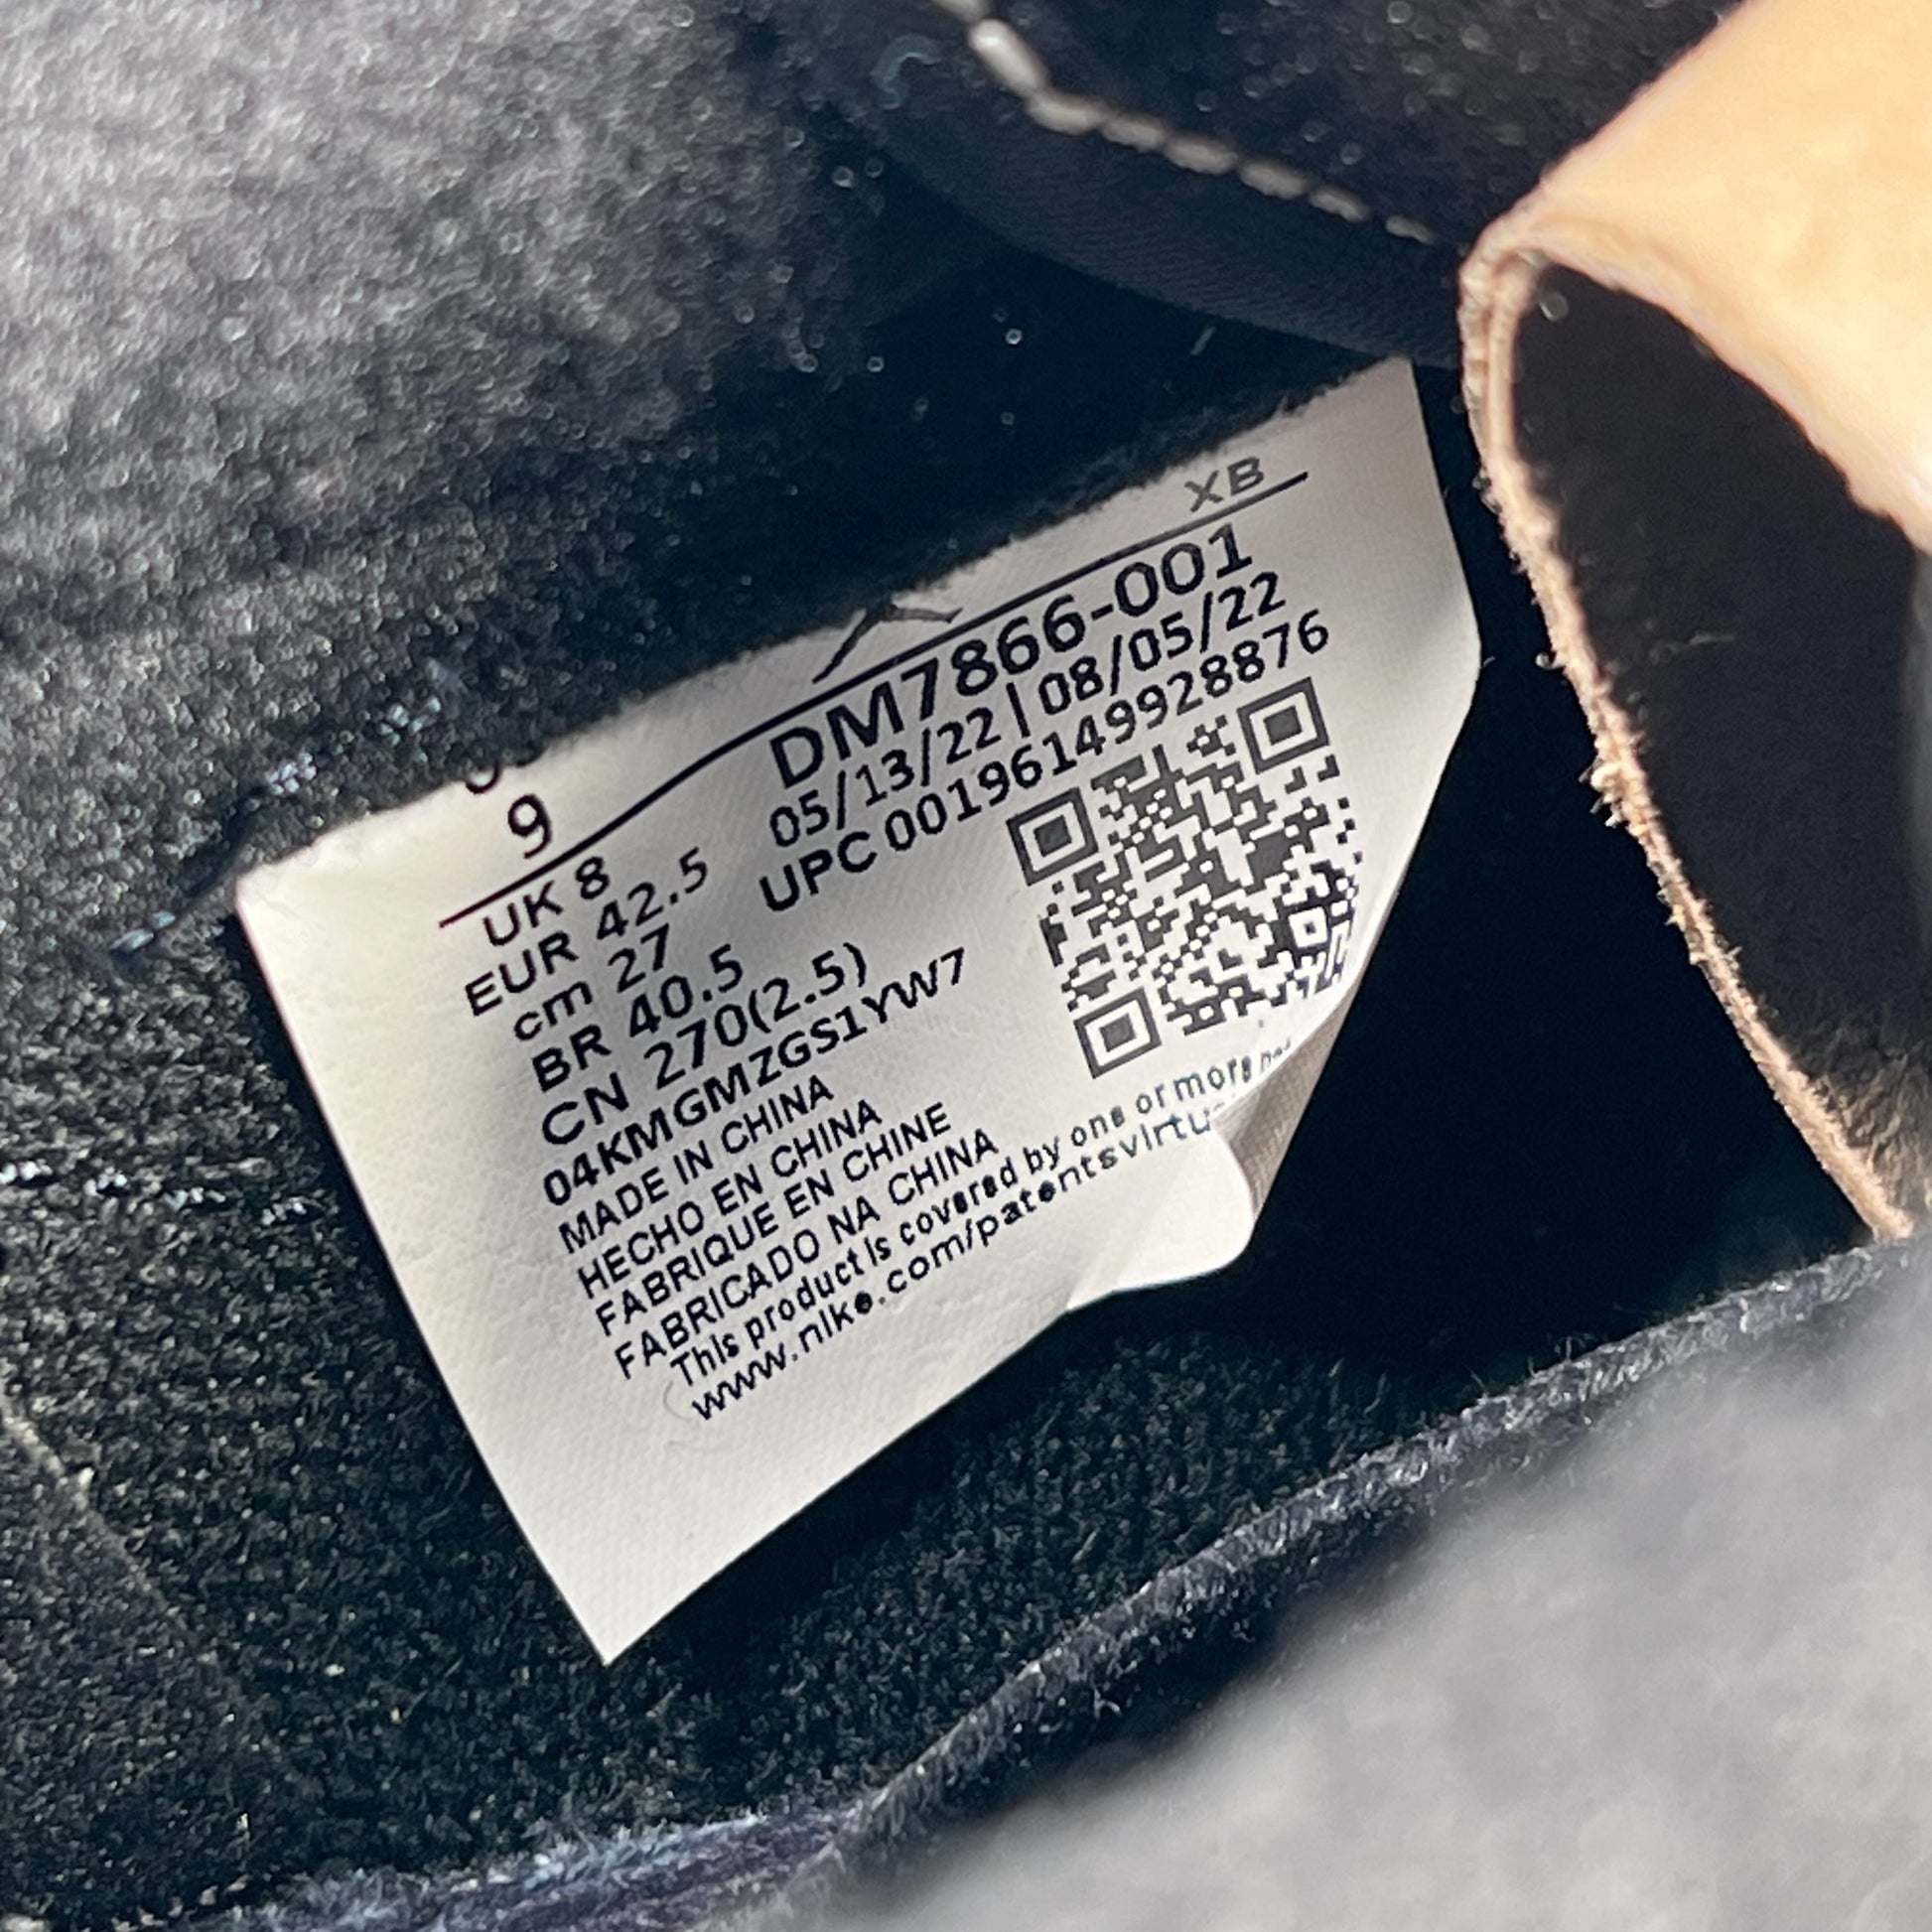 XB
9
DM7866-001
05/13/22 | 08/05/22
UPC 00196149928876
UK 8
EUR 42.5
cm 27
BR 40.5
CN 270(2.5)
04KMGMZGS1YW7
MADE IN CHINA
HECHO EN CHINA
FABRIQUE EN CHINE
FABRICADO NA CHINA
This product is covered by one or more
www.nike.com/patentsvirtu